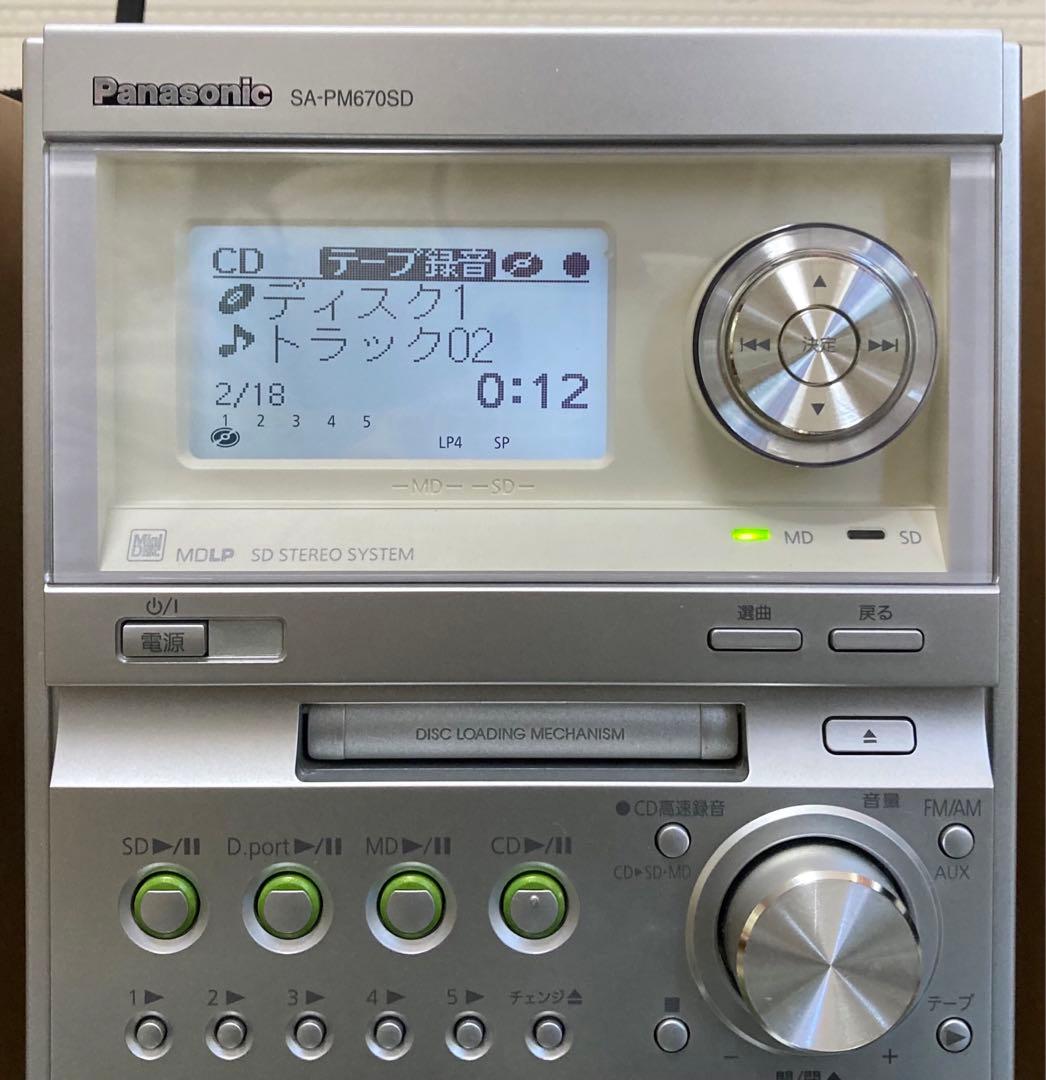 Panasonic SA-PM670SD
CD テープ録音
ディスク1
トラック02
2/18 0:12
1 2 3 4 5
LP4 SP
決定
MD SD
Mini Disc MDLP SD STEREO SYSTEM
MD SD
⏻/I
電源
選曲 戻る
DISC LOADING MECHANISM
●CD高速録音
音量
FM/AM
SD▶/❚❚ D.port▶/❚❚ MD▶/❚❚ CD▶/❚❚
CD▶SD・MD
AUX
1▶ 2▶ 3▶ 4▶ 5▶ チェンジ⏏
■
テープ
▶
− +